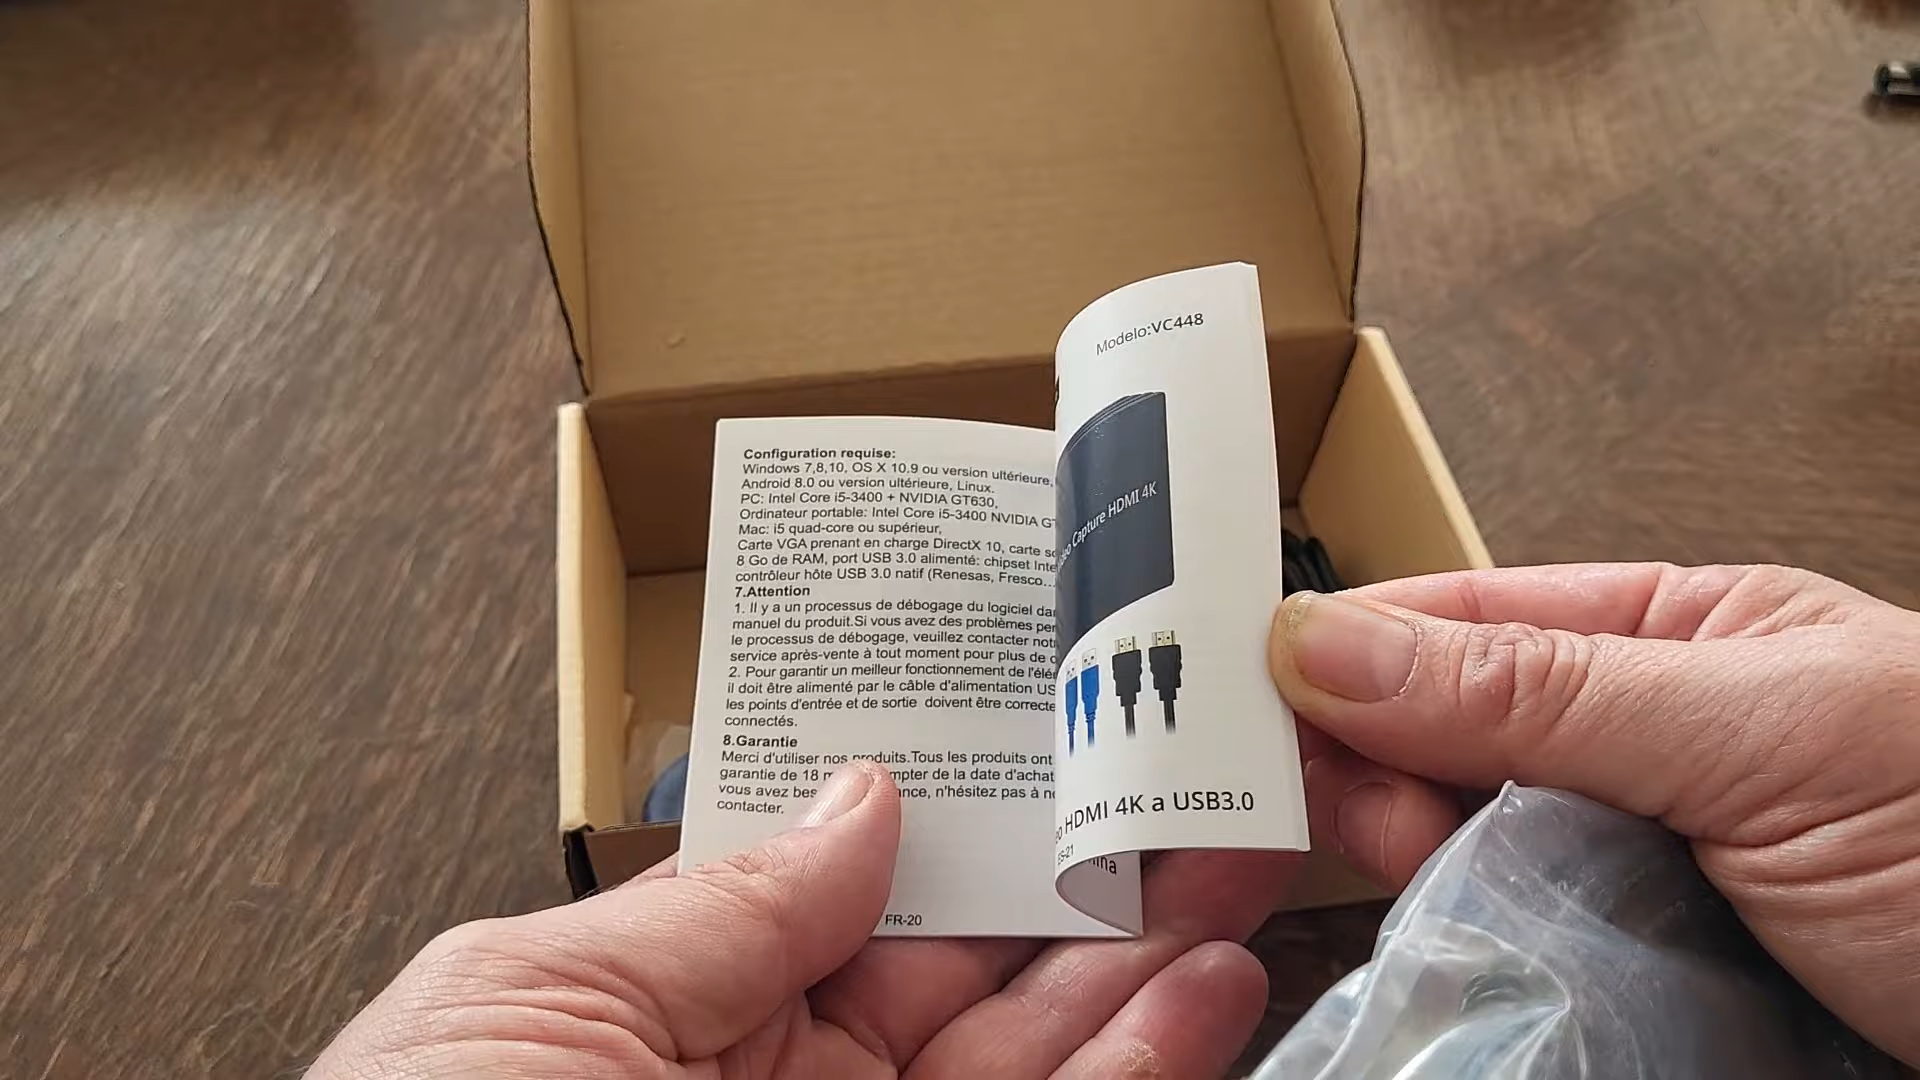 Configuration requise:
Windows 7,8,10, OS X 10.9 ou version ultérieure,
Android 8.0 ou version ultérieure, Linux.
PC: Intel Core i5-3400 + NVIDIA GT630,
Ordinateur portable: Intel Core i5-3400 NVIDIA
Mac: i5 quad-core ou supérieur,
Carte VGA prenant en charge DirectX 10, carte
8 Go de RAM, port USB 3.0 alimenté: chipset
contrôleur hôte USB 3.0 natif (Renesas, Fresco...
7.Attention
1. Il y a un processus de débogage du logiciel
manuel du produit.Si vous avez des problèmes
le processus de débogage, veuillez contacter
service après-vente à tout moment pour plus de
2. Pour garantir un meilleur fonctionnement de
il doit être alimenté par le câble d'alimentation
les points d'entrée et de sortie doivent être
connectés.
8.Garantie
Merci d'utiliser nos produits.Tous les produits ont
garantie de 18 de la date d'achat
vous avez n'hésitez pas à
contacter.
FR-20
Modelo:VC448
Capture HDMI 4K
HDMI 4K a USB3.0
ES-21